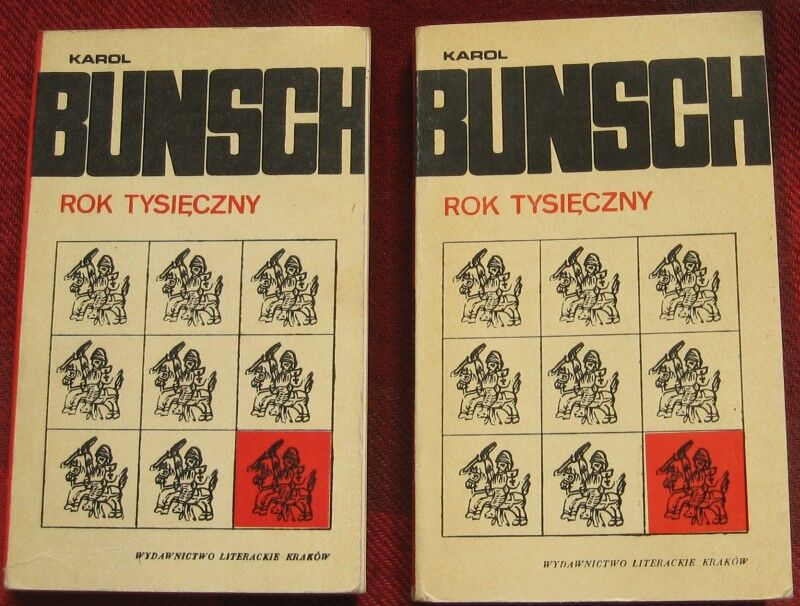 KAROL
BUNSCH
ROK TYSIĘCZNY
WYDAWNICTWO LITERACKIE KRAKÓW
KAROL
BUNSCH
ROK TYSIĘCZNY
WYDAWNICTWO LITERACKIE KRAKÓW